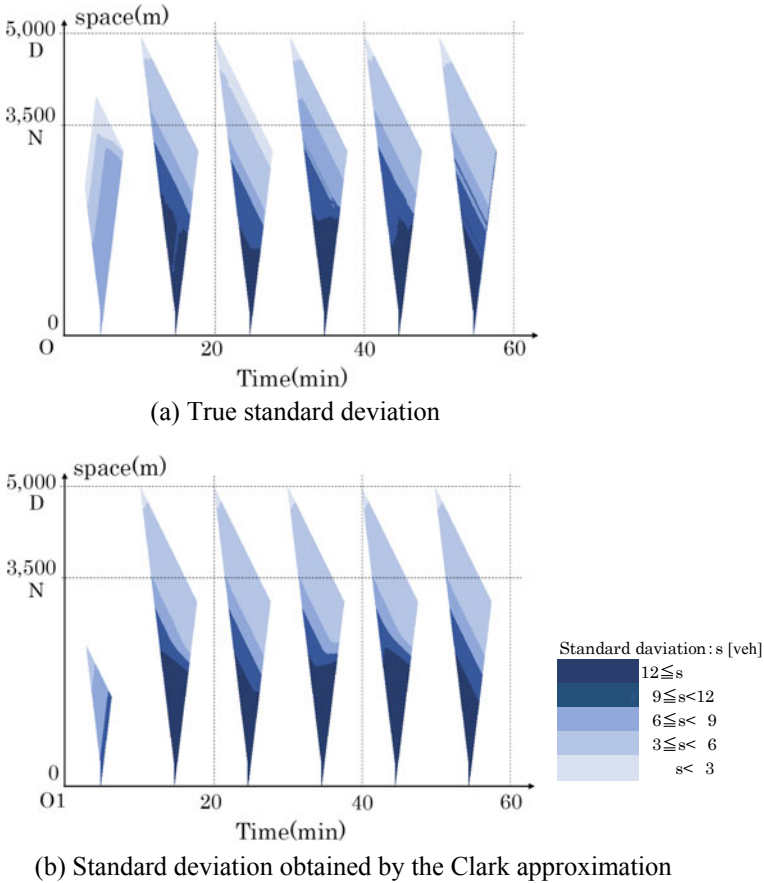 space(m)
5,000
D
3,500
N
0
O
20
40
60
Time(min)
(a) True standard deviation
space(m)
5,000
D
3,500
N
0
O1
20
40
60
Time(min)
Standard daviation:s [veh]
12≦s
9≦s<12
6≦s< 9
3≦s< 6
s< 3
(b) Standard deviation obtained by the Clark approximation